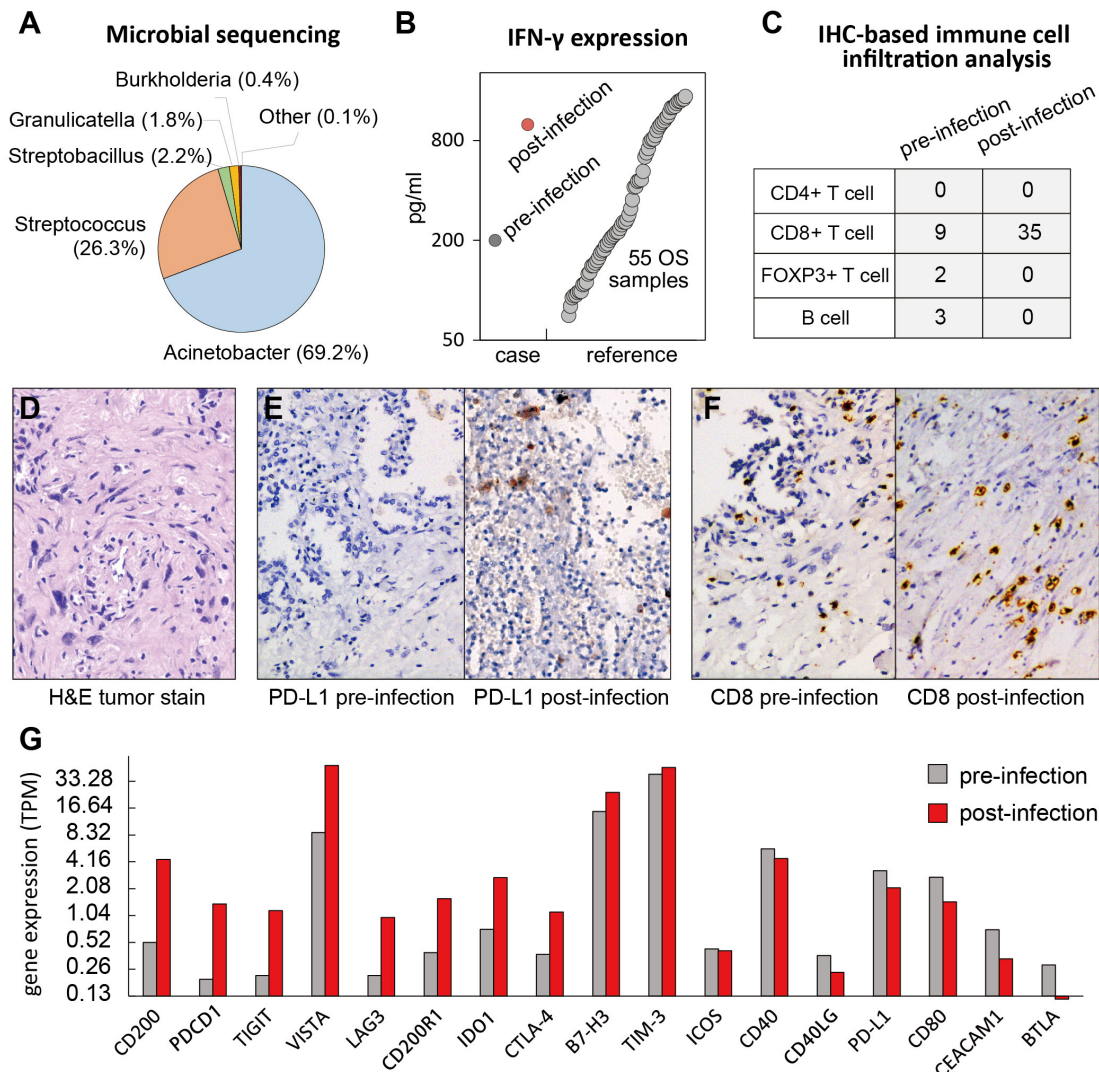 A
Microbial sequencing
Burkholderia (0.4%)
Granulicatella (1.8%)
Other (0.1%)
Streptobacillus (2.2%)
Streptococcus
(26.3%)
Acinetobacter (69.2%)
B
IFN-γ expression
pg/ml
800
200
50
post-infection
pre-infection
55 OS
samples
case
reference
C
IHC-based immune cell
infiltration analysis
pre-infection post-infection
CD4+ T cell 0 0
CD8+ T cell 9 35
FOXP3+ T cell 2 0
B cell 3 0
D
H&E tumor stain
E
PD-L1 pre-infection
PD-L1 post-infection
F
CD8 pre-infection
CD8 post-infection
G
gene expression (TPM)
33.28
16.64
8.32
4.16
2.08
1.04
0.52
0.26
0.13
pre-infection
post-infection
CD200
PDCD1
TIGIT
VISTA
LAG3
CD200R1
IDO1
CTLA-4
B7-H3
TIM-3
ICOS
CD40
CD40LG
PD-L1
CD80
CEACAM1
BTLA